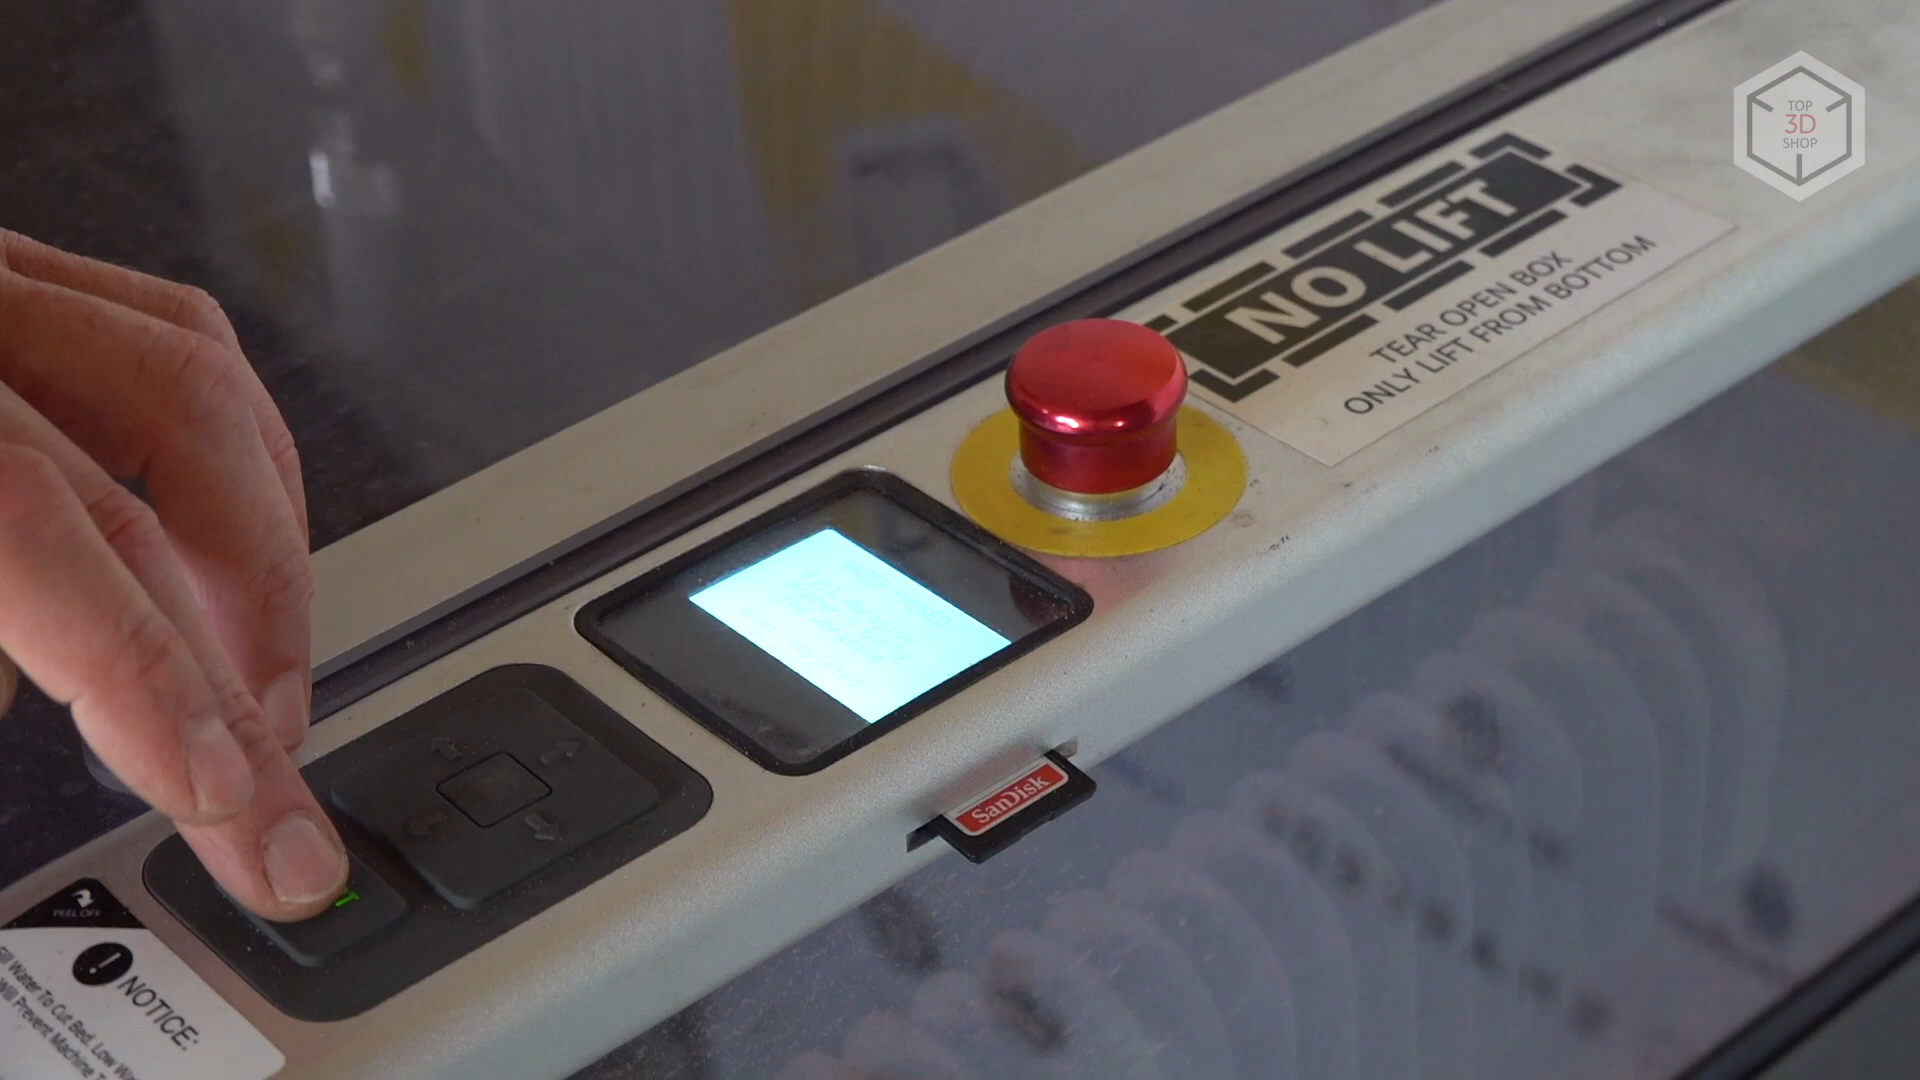 TOP
3D
SHOP
NO LIFT
TEAR OPEN BOX
ONLY LIFT FROM BOTTOM
SanDisk
PEEL OFF
! NOTICE:
Fill Water To Cut Bed. Low
Will Prevent Machine